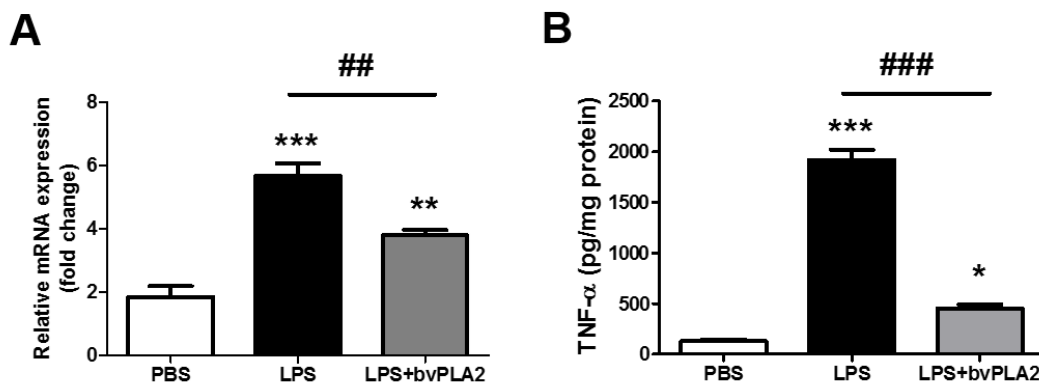 A
##
Relative mRNA expression
(fold change)
8
6
4
2
0
***
**
PBS
LPS
LPS+bvPLA2
B
###
TNF-α (pg/mg protein)
2500
2000
1500
1000
500
0
***
*
PBS
LPS
LPS+bvPLA2